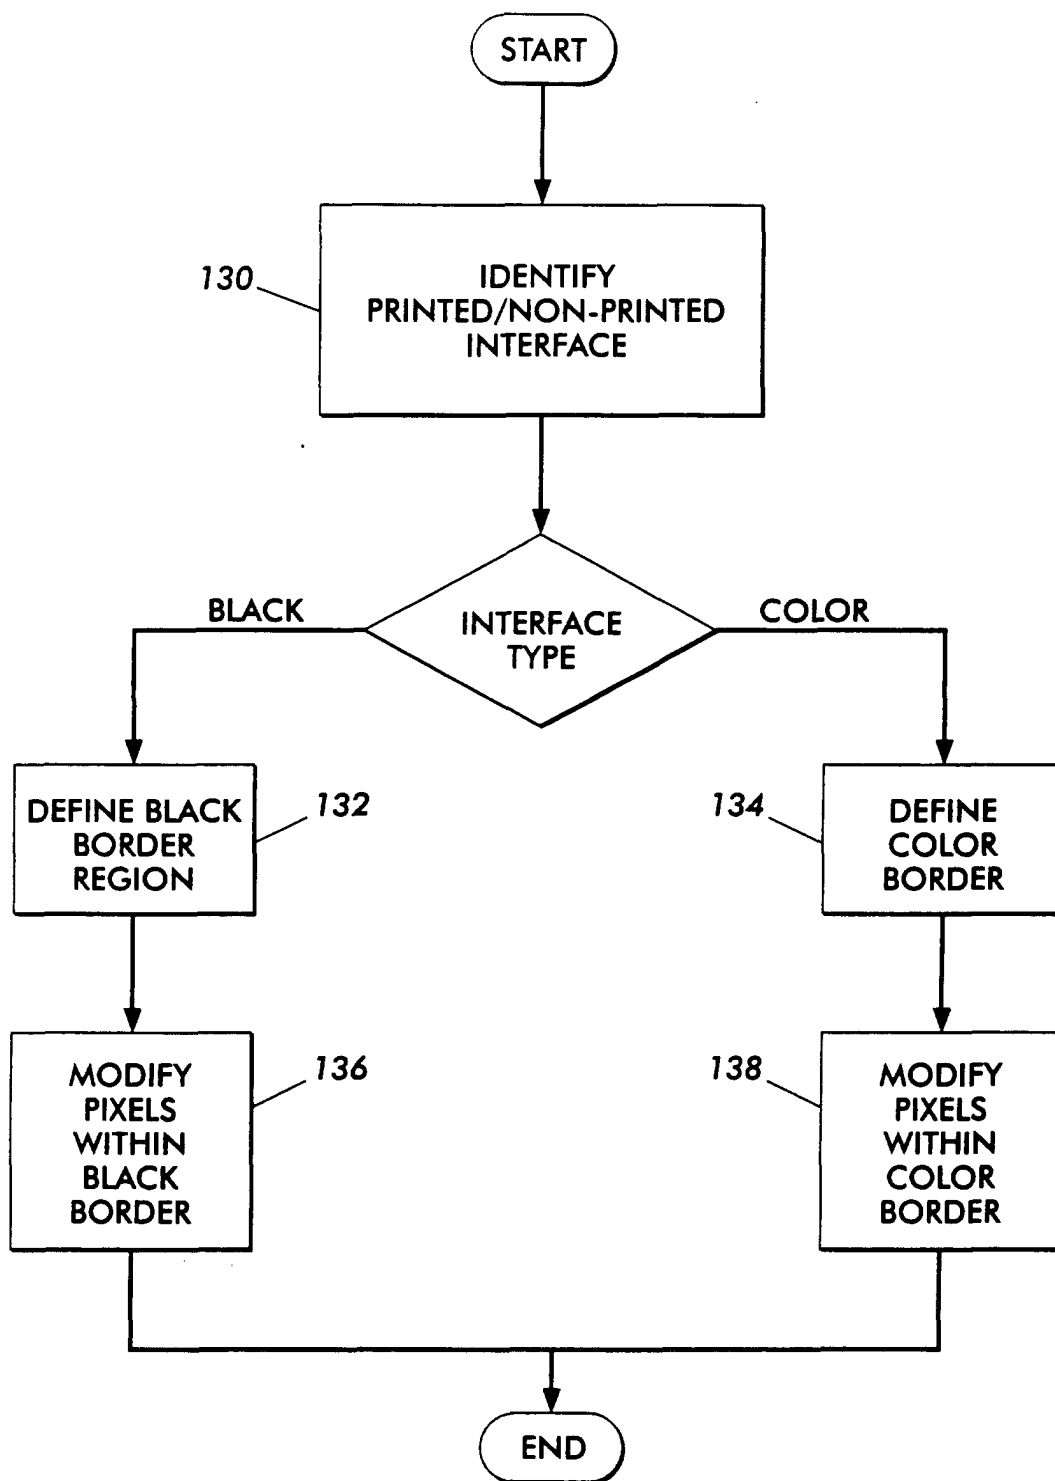 START
130
IDENTIFY
PRINTED/NON-PRINTED
INTERFACE
BLACK
COLOR
INTERFACE
TYPE
DEFINE BLACK
BORDER
REGION
132
134
DEFINE
COLOR
BORDER
MODIFY
PIXELS
WITHIN
BLACK
BORDER
136
138
MODIFY
PIXELS
WITHIN
COLOR
BORDER
END